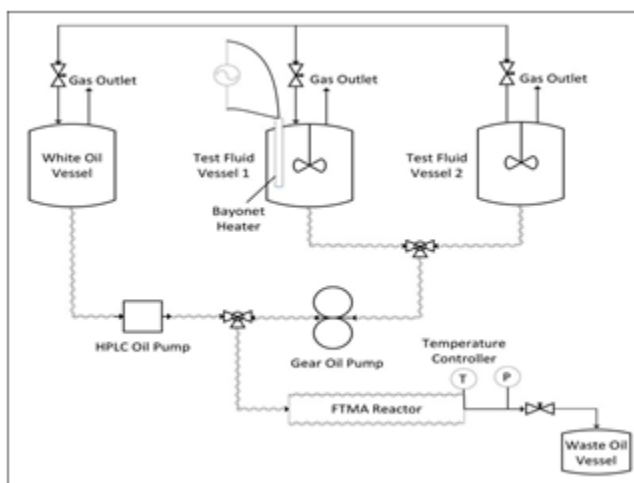 Gas Outlet
Gas Outlet
Gas Outlet
White Oil
Vessel
Test Fluid
Vessel 1
Test Fluid
Vessel 2
Bayonet
Heater
HPLC Oil Pump
Gear Oil Pump
Temperature
Controller
T
P
FTMA Reactor
Waste Oil
Vessel